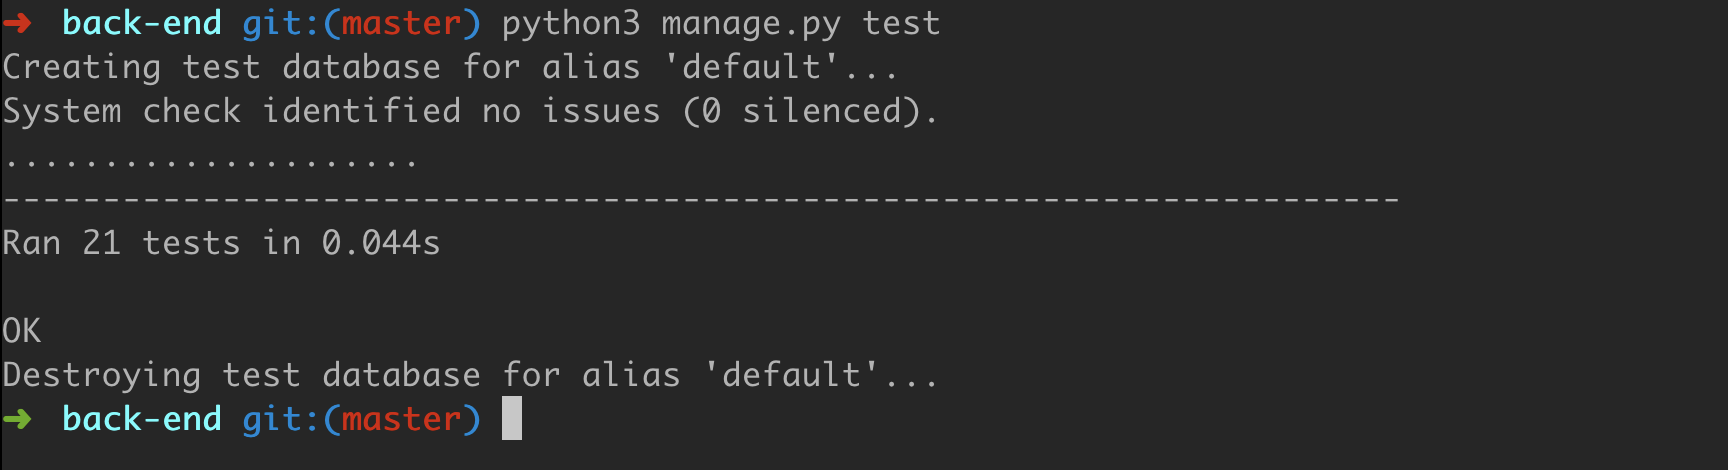 ➜ back-end git:(master) python3 manage.py test
Creating test database for alias 'default'...
System check identified no issues (0 silenced).
.....................
----------------------------------------------------------------------
Ran 21 tests in 0.044s
OK
Destroying test database for alias 'default'...
➜ back-end git:(master)